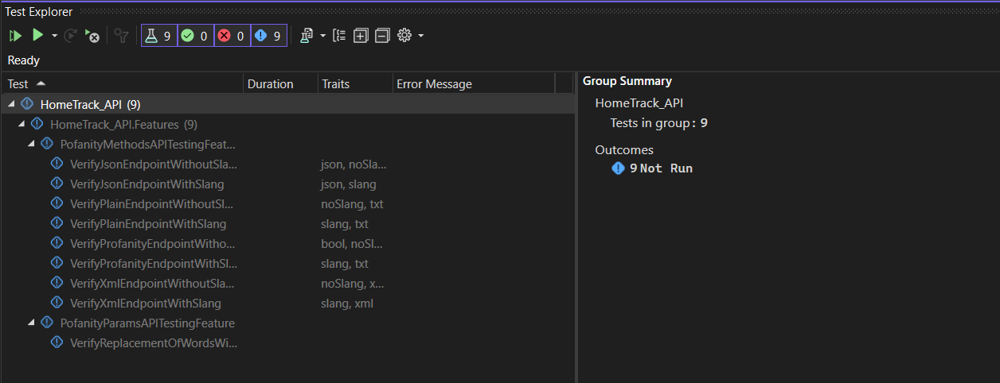 Test Explorer
9 0 0 9
Ready
Test Duration Traits Error Message
HomeTrack_API (9)
HomeTrack_API.Features (9)
PofanityMethodsAPITestingFeat...
VerifyJsonEndpointWithoutSla... json, noSla...
VerifyJsonEndpointWithSlang json, slang
VerifyPlainEndpointWithoutSl... noSlang, txt
VerifyPlainEndpointWithSlang slang, txt
VerifyProfanityEndpointWitho... bool, noSl...
VerifyProfanityEndpointWithSl... slang, txt
VerifyXmlEndpointWithoutSla... noSlang, x...
VerifyXmlEndpointWithSlang slang, xml
PofanityParamsAPITestingFeature
VerifyReplacementOfWordsWi...
Group Summary
HomeTrack_API
Tests in group: 9
Outcomes
9 Not Run